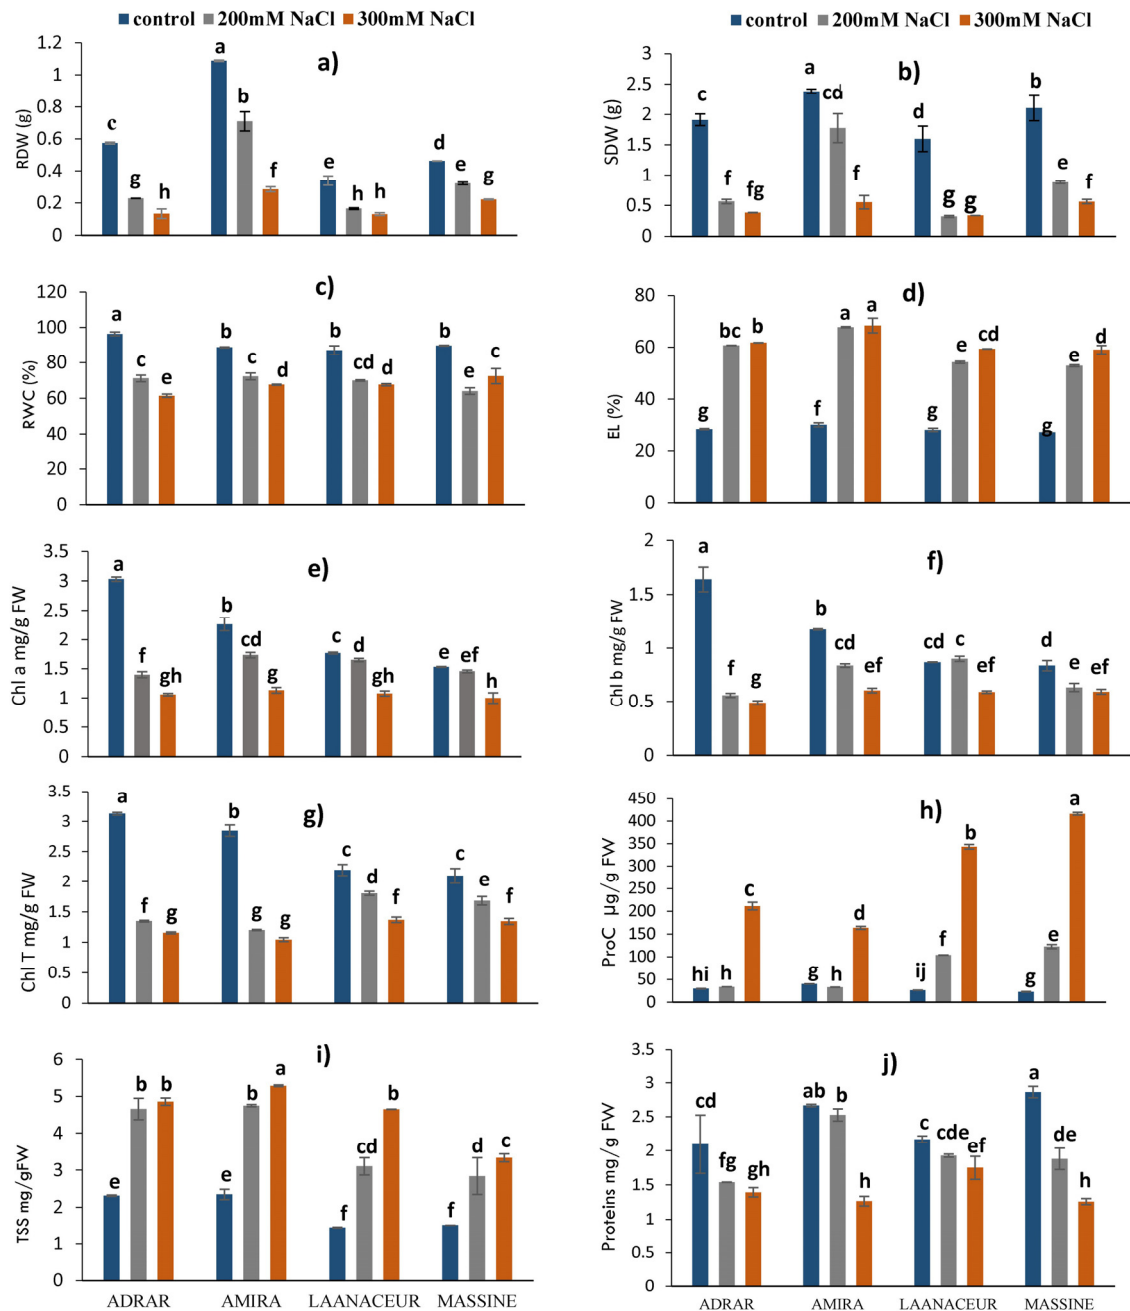 control 200mM NaCl 300mM NaCl
a)
RDW (g)
1.2
1
0.8
0.6
0.4
0.2
0
c g h
a b f
e h h
d e g
control 200mM NaCl 300mM NaCl
b)
SDW (g)
3
2.5
2
1.5
1
0.5
0
c f fg
a cd f
d g g
b e f
c)
RWC (%)
120
100
80
60
40
20
0
a c e
b c d
b cd d
b e c
d)
EL (%)
80
60
40
20
0
g bc b
f a a
g e cd
g e d
e)
Chl a mg/g FW
3.5
3
2.5
2
1.5
1
0.5
0
a f gh
b cd g
c d gh
e ef h
f)
Chl b mg/g FW
2
1.5
1
0.5
0
a f g
b cd ef
cd c ef
d e ef
g)
Chl T mg/g FW
3.5
3
2.5
2
1.5
1
0.5
0
a f g
b g g
c d f
c e f
h)
ProC µg/g FW
450
400
350
300
250
200
150
100
50
0
hi h c
g h d
ij f b
g e a
i)
TSS mg/gFW
6
5
4
3
2
1
0
e b b
e b a
f cd b
f d c
ADRAR AMIRA LAANACEUR MASSINE
j)
Proteins mg/g FW
3.5
3
2.5
2
1.5
1
0.5
0
cd fg gh
ab b h
c cde ef
a de h
ADRAR AMIRA LAANACEUR MASSINE